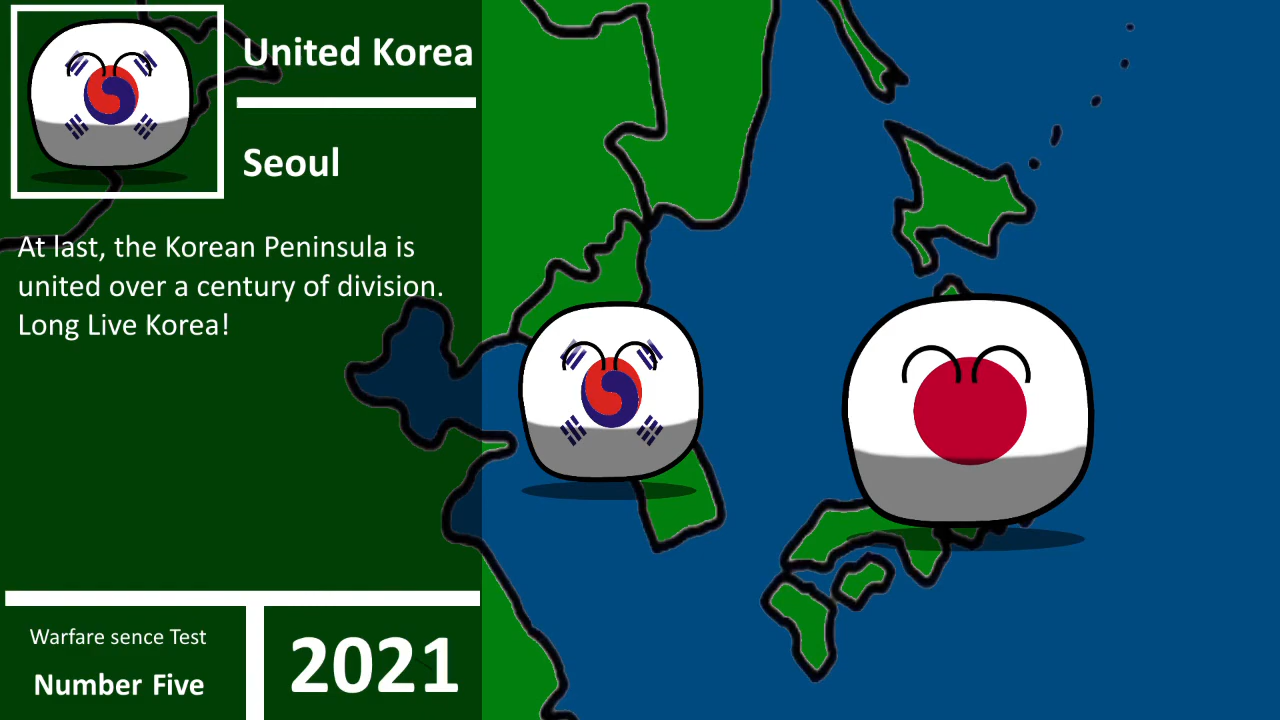 United Korea
Seoul
At last, the Korean Peninsula is
united over a century of division.
Long Live Korea!
Warfare sence Test
Number Five
2021